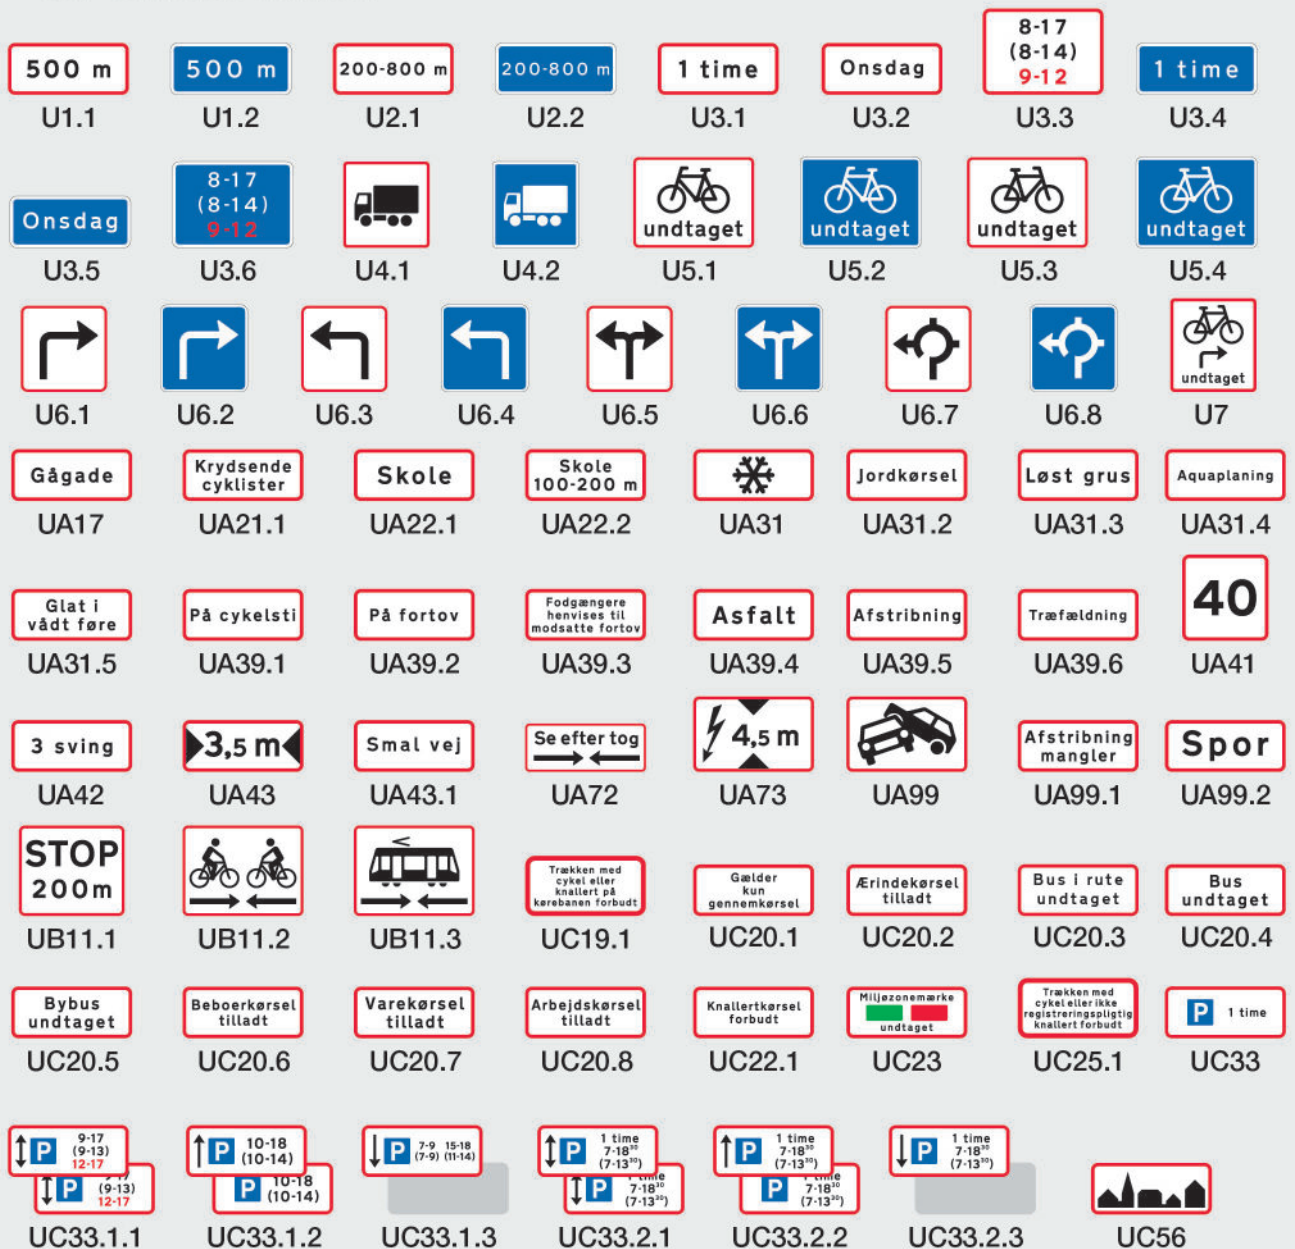 500 m
500 m
200-800 m
200-800 m
1 time
Onsdag
8-17
(8-14)
9-12
1 time
U1.1
U1.2
U2.1
U2.2
U3.1
U3.2
U3.3
U3.4
Onsdag
8-17
(8-14)
9-12
undtaget
undtaget
undtaget
undtaget
U3.5
U3.6
U4.1
U4.2
U5.1
U5.2
U5.3
U5.4
undtaget
U6.1
U6.2
U6.3
U6.4
U6.5
U6.6
U6.7
U6.8
U7
Gågade
Krydsende
cyklister
Skole
Skole
100-200 m
Jordkørsel
Løst grus
Aquaplaning
UA17
UA21.1
UA22.1
UA22.2
UA31
UA31.2
UA31.3
UA31.4
Glat i
vådt føre
På cykelsti
På fortov
Fodgængere
henvises til
modsatte fortov
Asfalt
Afstribning
Træfældning
40
UA31.5
UA39.1
UA39.2
UA39.3
UA39.4
UA39.5
UA39.6
UA41
3 sving
3,5 m
Smal vej
Se efter tog
4,5 m
Afstribning
mangler
Spor
UA42
UA43
UA43.1
UA72
UA73
UA99
UA99.1
UA99.2
STOP
200m
Trækken med
cykel eller
knallert på
kørebanen forbudt
Gælder
kun
gennemkørsel
Ærindekørsel
tilladt
Bus i rute
undtaget
Bus
undtaget
UB11.1
UB11.2
UB11.3
UC19.1
UC20.1
UC20.2
UC20.3
UC20.4
Bybus
undtaget
Beboerkørsel
tilladt
Varekørsel
tilladt
Arbejdskørsel
tilladt
Knallertkørsel
forbudt
Miljøzonemærke
undtaget
Trækken med
cykel eller ikke
registreringspligtig
knallert forbudt
P 1 time
UC20.5
UC20.6
UC20.7
UC20.8
UC22.1
UC23
UC25.1
UC33
P
9-17
(9-13)
12-17
P
(9-13)
12-17
P
10-18
(10-14)
P
10-18
(10-14)
P
7-9 15-18
(7-9) (11-14)
P
1 time
7-18³⁰
(7-13³⁰)
P
7-18³⁰
(7-13³⁰)
P
1 time
7-18³⁰
(7-13³⁰)
P
7-18³⁰
(7-13³⁰)
P
1 time
7-18³⁰
(7-13³⁰)
UC33.1.1
UC33.1.2
UC33.1.3
UC33.2.1
UC33.2.2
UC33.2.3
UC56